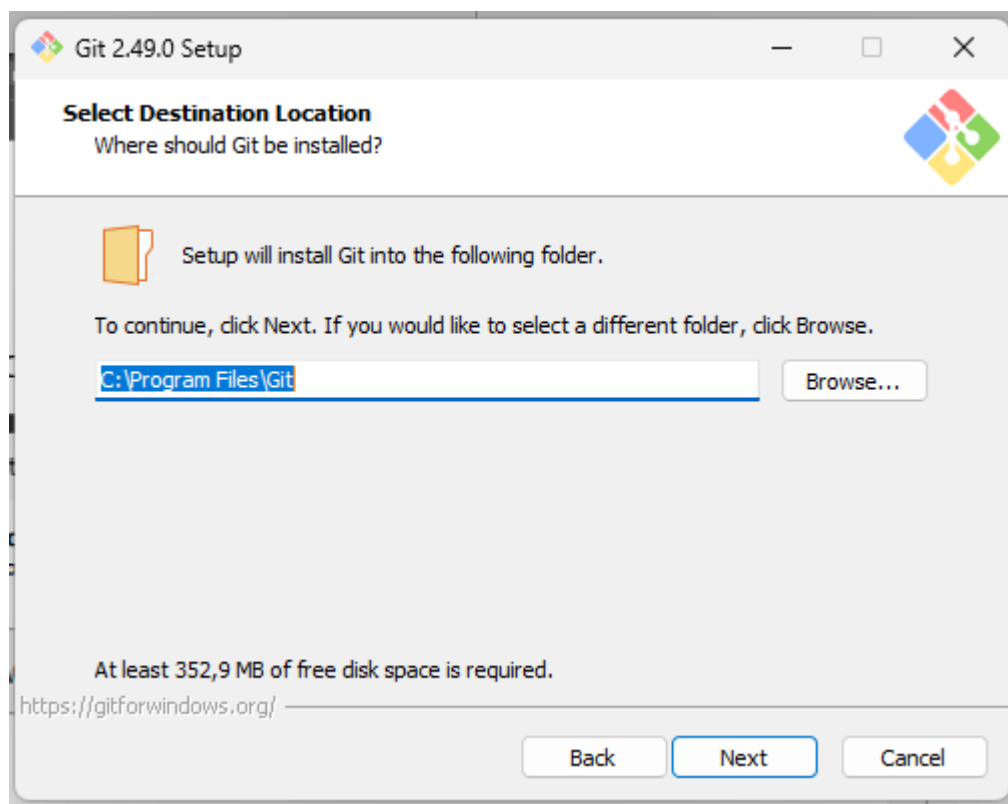 Git 2.49.0 Setup
Select Destination Location
Where should Git be installed?
Setup will install Git into the following folder.
To continue, click Next. If you would like to select a different folder, click Browse.
C:\Program Files\Git
Browse...
At least 352,9 MB of free disk space is required.
https://gitforwindows.org/
Back
Next
Cancel